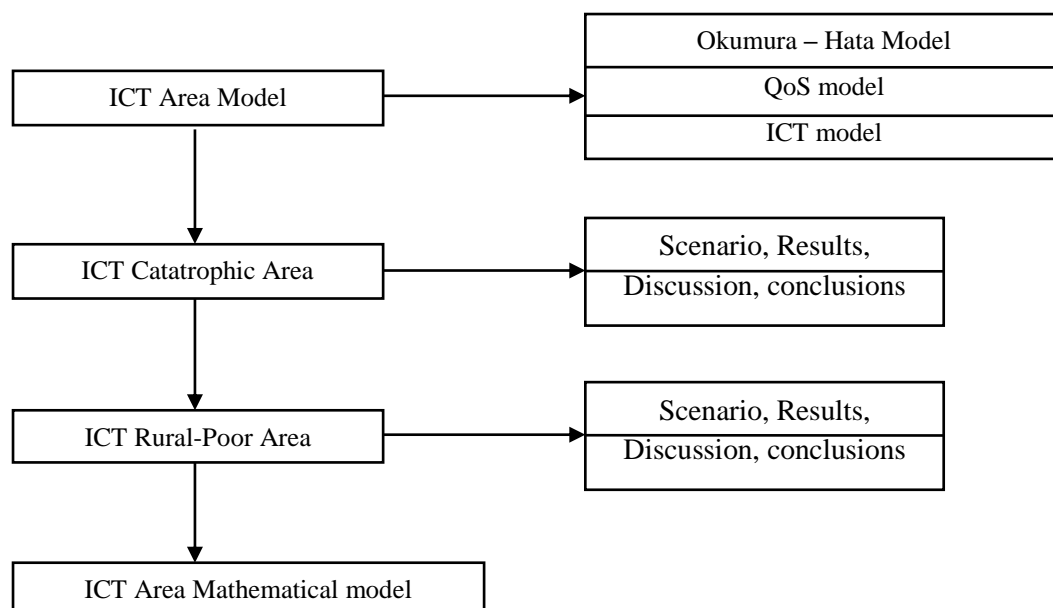 Okumura – Hata Model
ICT Area Model
QoS model
ICT model
ICT Catatrophic Area
Scenario, Results,
Discussion, conclusions
ICT Rural-Poor Area
Scenario, Results,
Discussion, conclusions
ICT Area Mathematical model